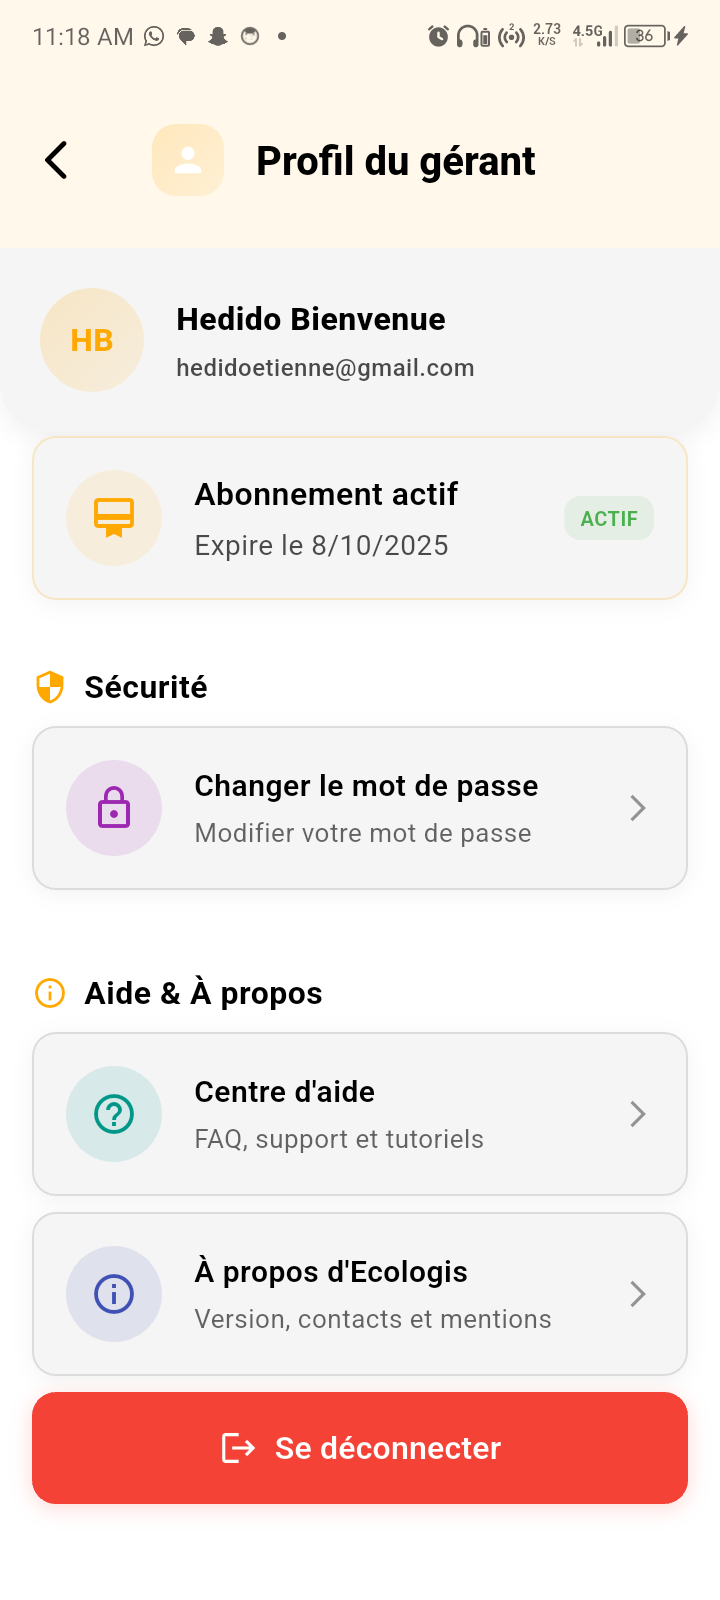 11:18 AM
2
2.73
K/S
4.5G
36
Profil du gérant
HB
Hedido Bienvenue
hedidoetienne@gmail.com
Abonnement actif
Expire le 8/10/2025
ACTIF
Sécurité
Changer le mot de passe
Modifier votre mot de passe
Aide & À propos
Centre d'aide
FAQ, support et tutoriels
À propos d'Ecologis
Version, contacts et mentions
Se déconnecter